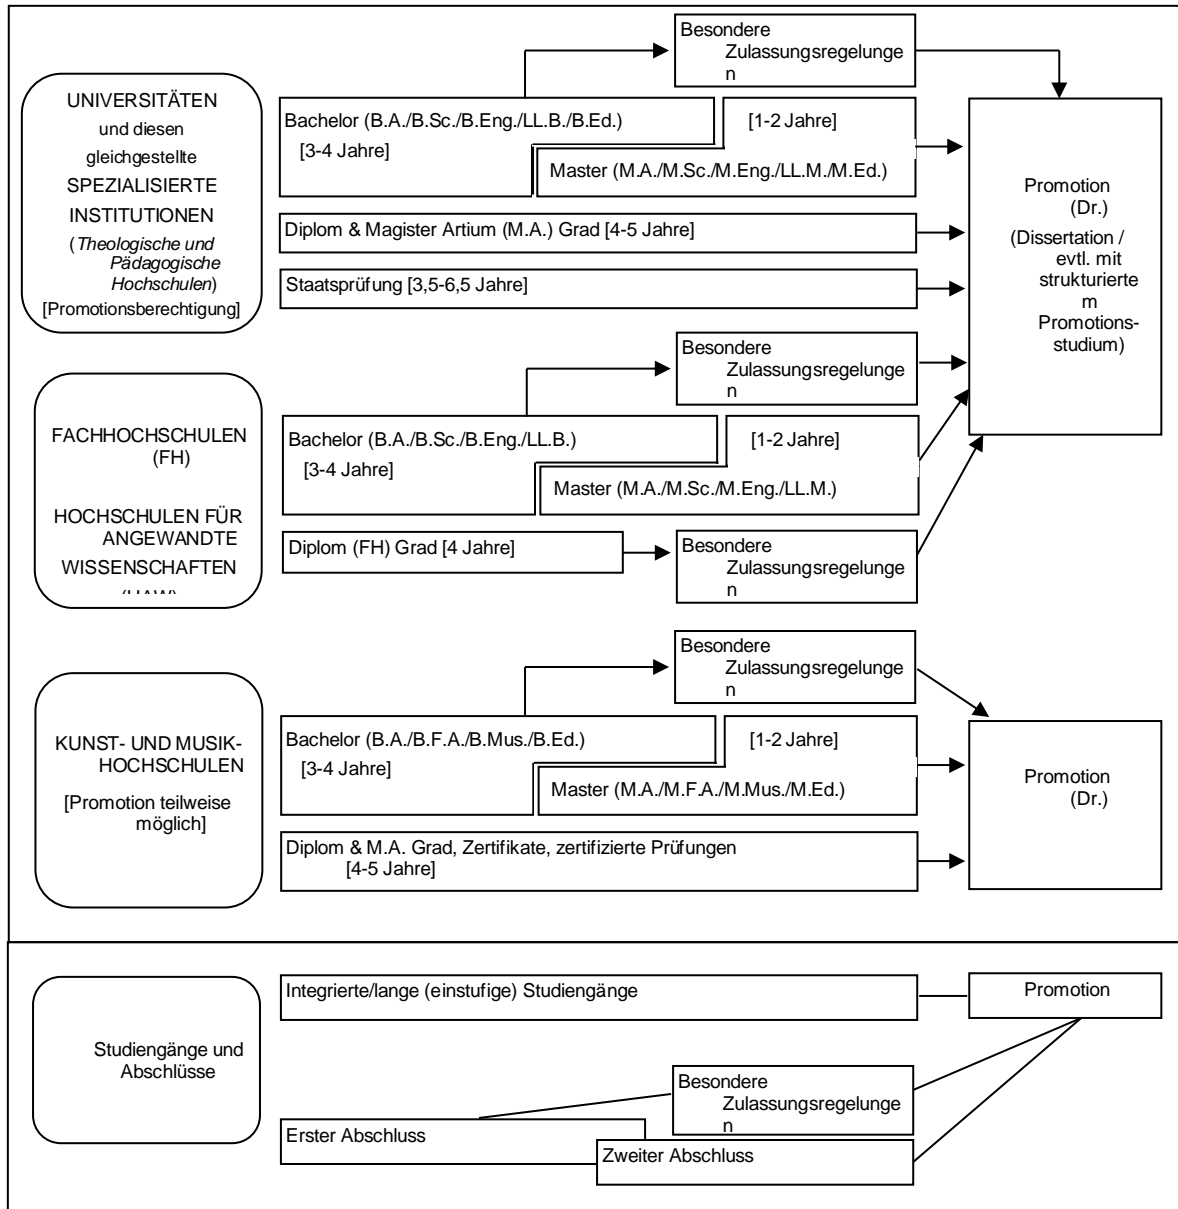 Besondere
Zulassungsregelunge
n
UNIVERSITÄTEN
und diesen
gleichgestellte
SPEZIALISIERTE
INSTITUTIONEN
(Theologische und
Pädagogische
Hochschulen)
[Promotionsberechtigung]
Bachelor (B.A./B.Sc./B.Eng./LL.B./B.Ed.)
[3-4 Jahre]
[1-2 Jahre]
Master (M.A./M.Sc./M.Eng./LL.M./M.Ed.)
Diplom & Magister Artium (M.A.) Grad [4-5 Jahre]
Staatsprüfung [3,5-6,5 Jahre]
Promotion
(Dr.)
(Dissertation /
evtl. mit
strukturierte
m
Promotions-
studium)
Besondere
Zulassungsregelunge
n
FACHHOCHSCHULEN
(FH)
HOCHSCHULEN FÜR
ANGEWANDTE
WISSENSCHAFTEN
Bachelor (B.A./B.Sc./B.Eng./LL.B.)
[3-4 Jahre]
[1-2 Jahre]
Master (M.A./M.Sc./M.Eng./LL.M.)
Diplom (FH) Grad [4 Jahre]
Besondere
Zulassungsregelunge
n
Besondere
Zulassungsregelunge
n
KUNST- UND MUSIK-
HOCHSCHULEN
[Promotion teilweise
möglich]
Bachelor (B.A./B.F.A./B.Mus./B.Ed.)
[3-4 Jahre]
[1-2 Jahre]
Master (M.A./M.F.A./M.Mus./M.Ed.)
Diplom & M.A. Grad, Zertifikate, zertifizierte Prüfungen
[4-5 Jahre]
Promotion
(Dr.)
Studiengänge und
Abschlüsse
Integrierte/lange (einstufige) Studiengänge
Promotion
Besondere
Zulassungsregelunge
n
Erster Abschluss
Zweiter Abschluss